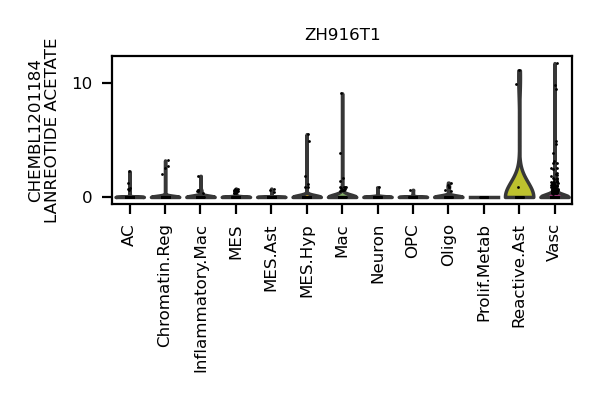 ZH916T1
CHEMBL1201184
LANREOTIDE ACETATE
10
0
AC
Chromatin.Reg
Inflammatory.Mac
MES
MES.Ast
MES.Hyp
Mac
Neuron
OPC
Oligo
Prolif.Metab
Reactive.Ast
Vasc